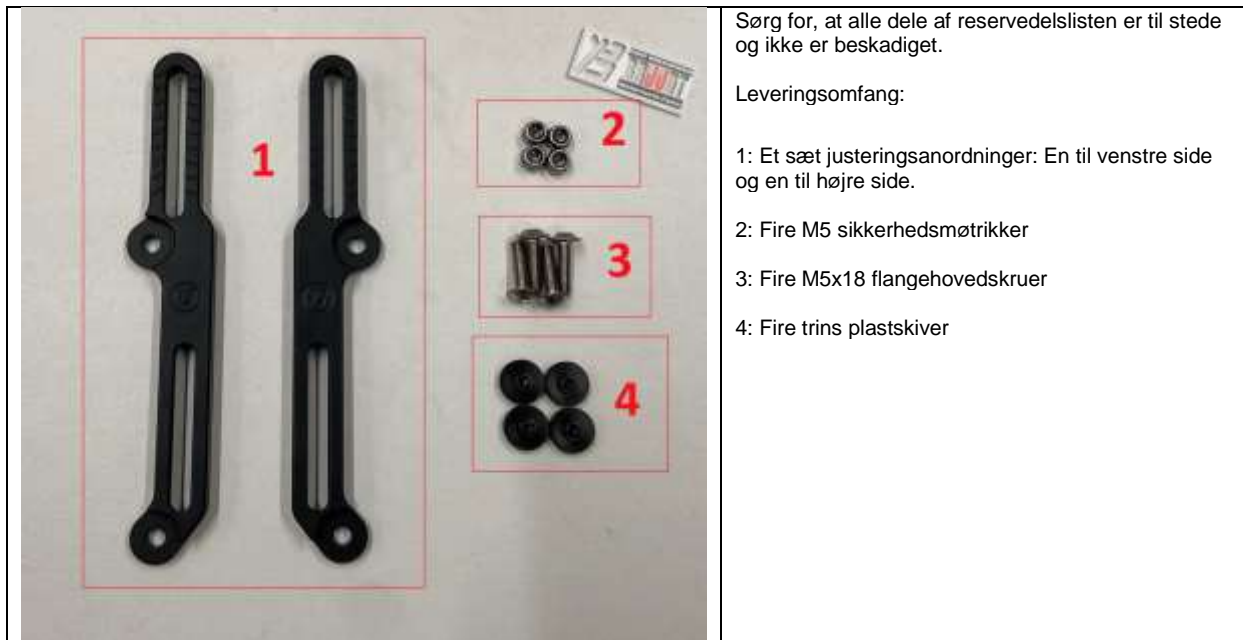 Sørg for, at alle dele af reservedelslisten er til stede
og ikke er beskadiget.
Leveringsomfang:
1: Et sæt justeringsanordninger: En til venstre side
og en til højre side.
2: Fire M5 sikkerhedsmøtrikker
3: Fire M5x18 flangehovedskruer
4: Fire trins plastskiver
1
2
3
4